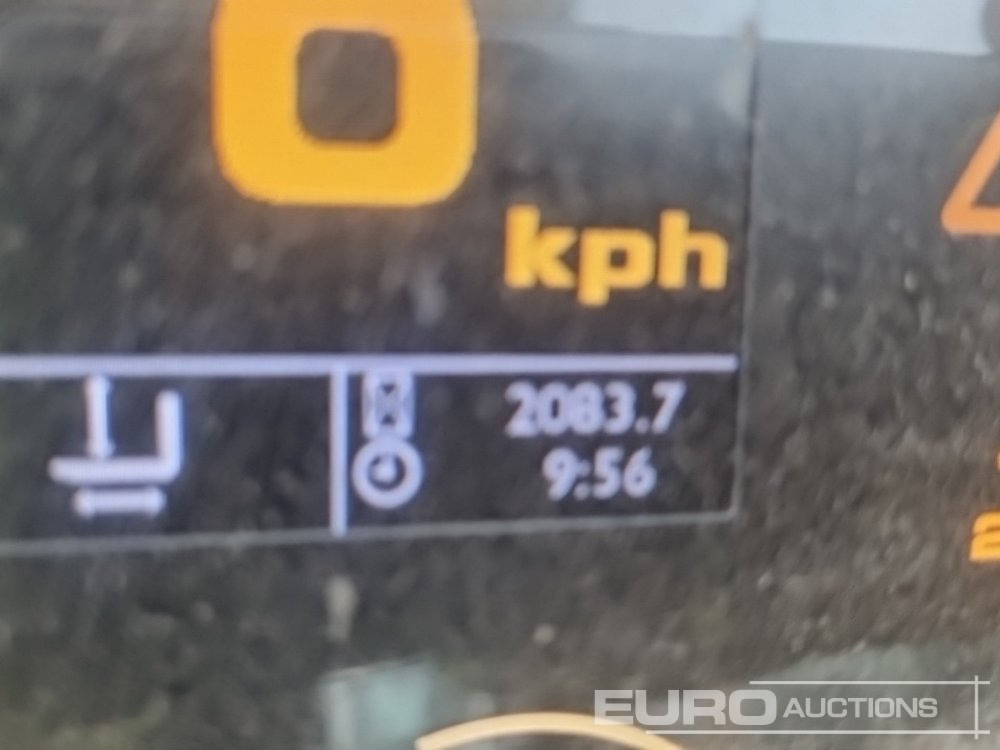 0
kph
2083.7
9:56
EURO AUCTIONS